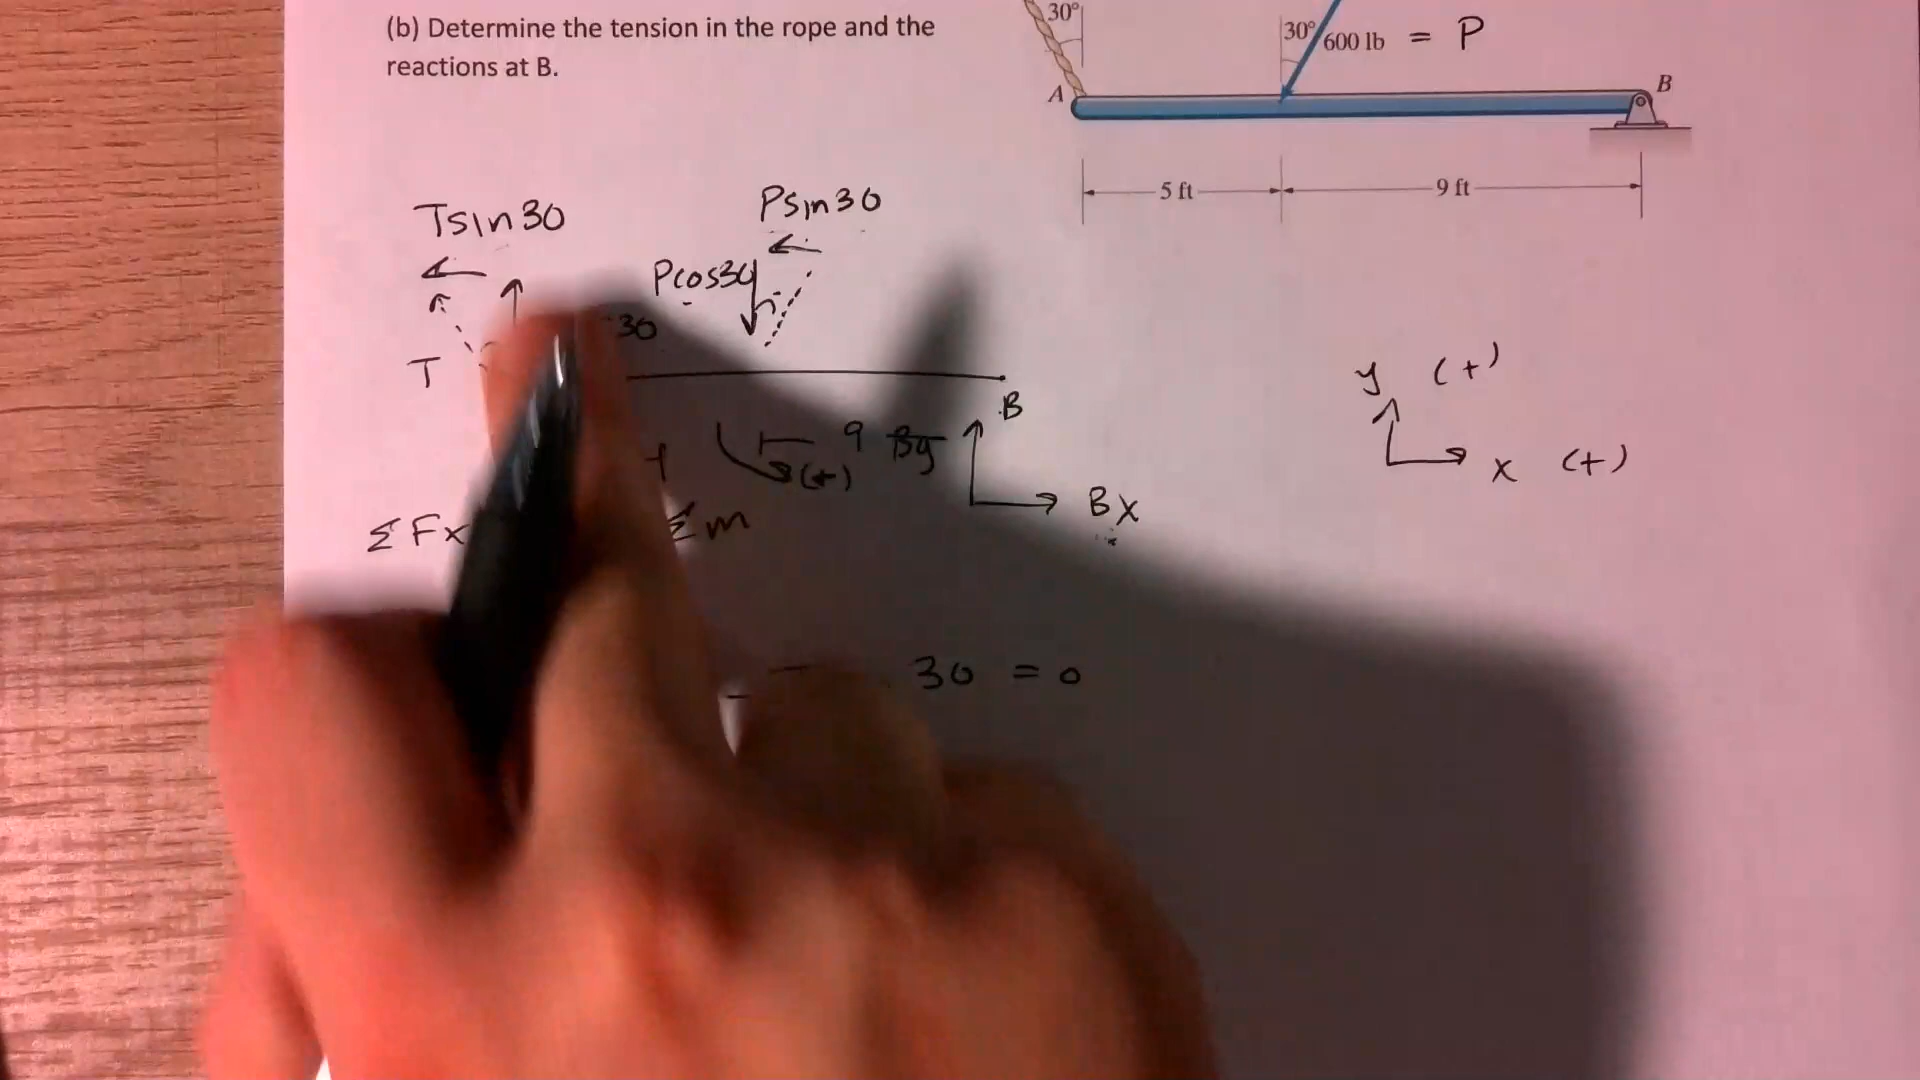 (b) Determine the tension in the rope and the
reactions at B.
30°
30°
600 lb = P
A
B
5 ft
9 ft
Tsin30
Psin30
Pcos30
30
T
B
y (+)
x (+)
9 By
(+)
Bx
ΣFx
Σm
30 = 0